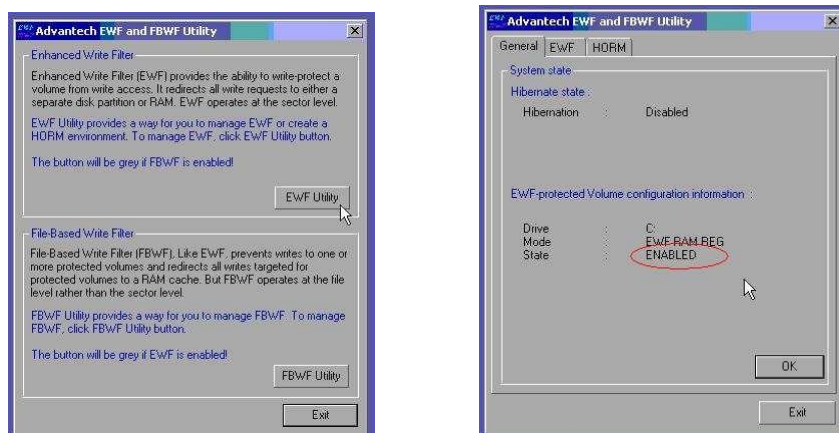 Advantech EWF and FBWF Utility
Enhanced Write Filter
Enhanced Write Filter (EWF) provides the ability to write-protect a
volume from write access. It redirects all write requests to either a
separate disk partition or RAM. EWF operates at the sector level.
EWF Utility provides a way for you to manage EWF or create a
HORM environment. To manage EWF, click EWF Utility button.
The button will be grey if FBWF is enabled!
EWF Utility
File-Based Write Filter
File-Based Write Filter (FBWF), Like EWF, prevents writes to one or
more protected volumes and redirects all writes targeted for
protected volumes to a RAM cache. But FBWF operates at the file
level rather than the sector level.
FBWF Utility provides a way for you to manage FBWF. To manage
FBWF, click FBWF Utility button.
The button will be grey if EWF is enabled!
FBWF Utility
Exit
Advantech EWF and FBWF Utility
General EWF HORM
System state
Hibernate state :
Hibernation : Disabled
EWF-protected Volume configuration information :
Drive : C:
Mode : EWF RAM REG
State : ENABLED
OK
Exit